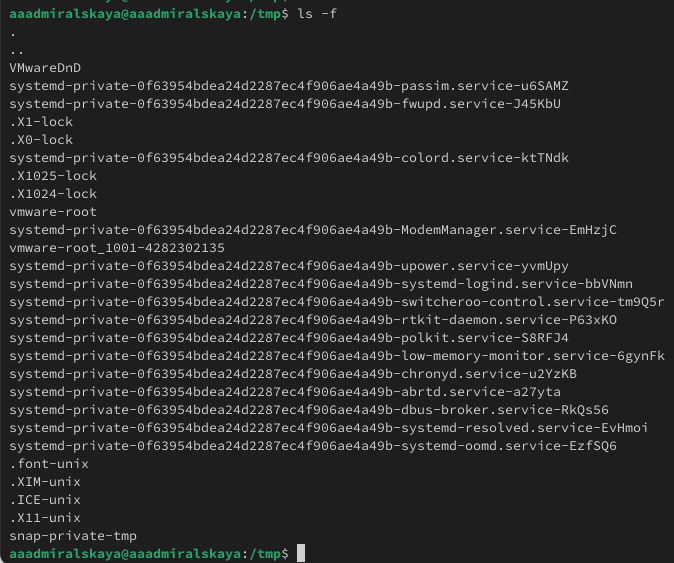 aaadmiralskaya@aaadmiralskaya:/tmp$ ls -f
.
..
VMwareDnD
systemd-private-0f63954bdea24d2287ec4f906ae4a49b-passim.service-u6SAMZ
systemd-private-0f63954bdea24d2287ec4f906ae4a49b-fwupd.service-J45KbU
.X1-lock
.X0-lock
systemd-private-0f63954bdea24d2287ec4f906ae4a49b-colord.service-ktTNdk
.X1025-lock
.X1024-lock
vmware-root
systemd-private-0f63954bdea24d2287ec4f906ae4a49b-ModemManager.service-EmHzjC
vmware-root_1001-4282302135
systemd-private-0f63954bdea24d2287ec4f906ae4a49b-upower.service-yvmUpy
systemd-private-0f63954bdea24d2287ec4f906ae4a49b-systemd-logind.service-bbVNmn
systemd-private-0f63954bdea24d2287ec4f906ae4a49b-switcheroo-control.service-tm9Q5r
systemd-private-0f63954bdea24d2287ec4f906ae4a49b-rtkit-daemon.service-P63xKO
systemd-private-0f63954bdea24d2287ec4f906ae4a49b-polkit.service-S8RFJ4
systemd-private-0f63954bdea24d2287ec4f906ae4a49b-low-memory-monitor.service-6gynFk
systemd-private-0f63954bdea24d2287ec4f906ae4a49b-chronyd.service-u2YzKB
systemd-private-0f63954bdea24d2287ec4f906ae4a49b-abrtd.service-a27yta
systemd-private-0f63954bdea24d2287ec4f906ae4a49b-dbus-broker.service-RkQs56
systemd-private-0f63954bdea24d2287ec4f906ae4a49b-systemd-resolved.service-EvHmoi
systemd-private-0f63954bdea24d2287ec4f906ae4a49b-systemd-oomd.service-EzfSQ6
.font-unix
.XIM-unix
.ICE-unix
.X11-unix
snap-private-tmp
aaadmiralskaya@aaadmiralskaya:/tmp$